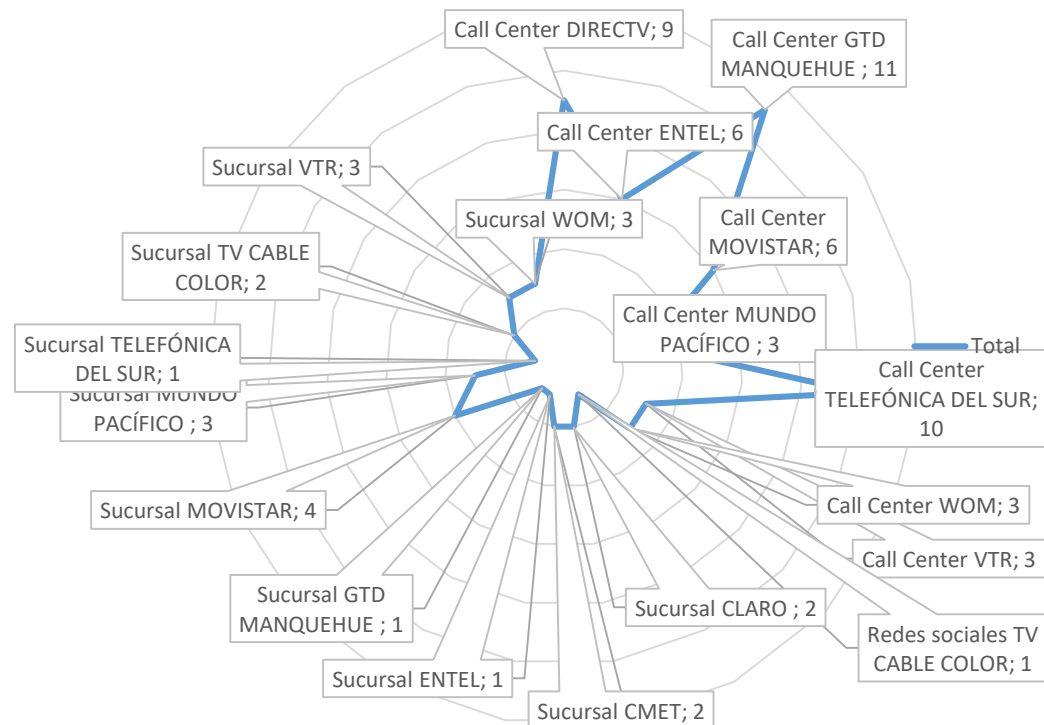 Call Center DIRECTV; 9
Call Center GTD
MANQUEHUE ; 11
Call Center ENTEL; 6
Sucursal VTR; 3
Sucursal WOM; 3
Call Center
MOVISTAR; 6
Sucursal TV CABLE
COLOR; 2
Call Center MUNDO
PACÍFICO ; 3
Sucursal TELEFÓNICA
DEL SUR; 1
Total
Call Center
TELEFÓNICA DEL SUR;
10
Sucursal MUNDO
PACÍFICO ; 3
Sucursal MOVISTAR; 4
Call Center WOM; 3
Call Center VTR; 3
Sucursal GTD
MANQUEHUE ; 1
Sucursal CLARO ; 2
Redes sociales TV
CABLE COLOR; 1
Sucursal ENTEL; 1
Sucursal CMET; 2